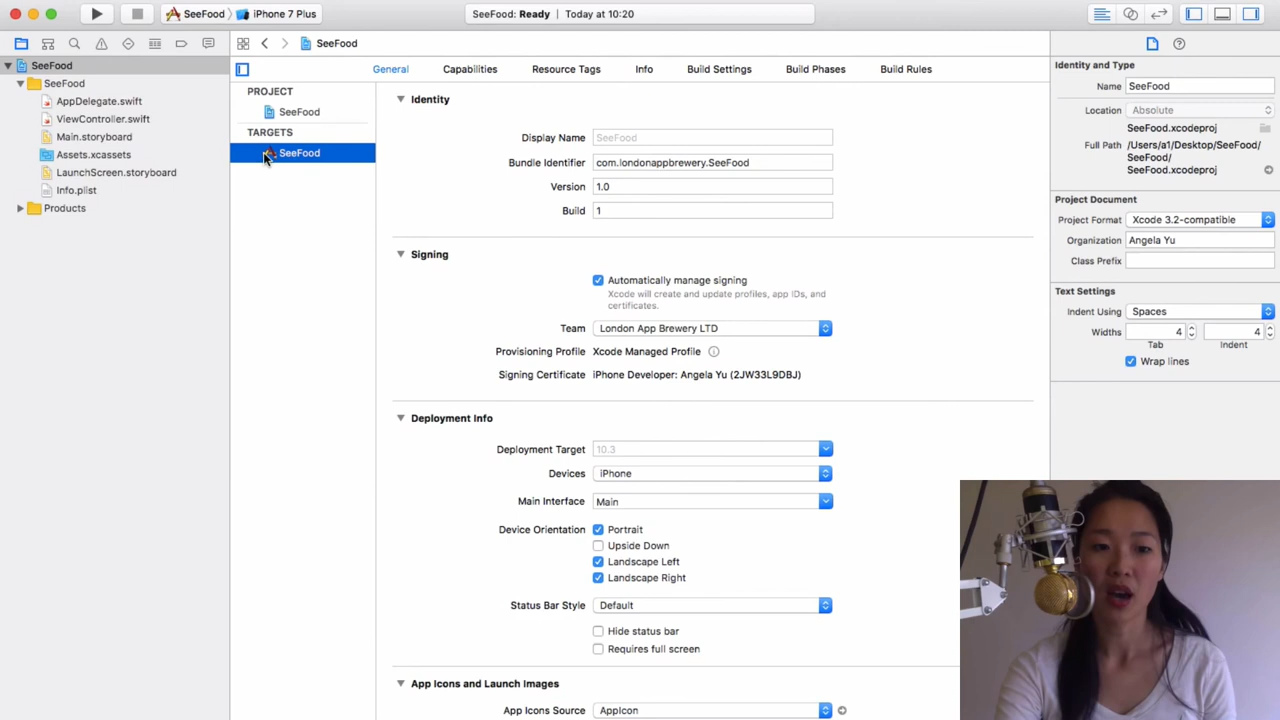 SeeFood
iPhone 7 Plus
SeeFood: Ready
Today at 10:20
SeeFood
SeeFood
SeeFood
AppDelegate.swift
ViewController.swift
Main.storyboard
Assets.xcassets
LaunchScreen.storyboard
Info.plist
Products
General
Capabilities
Resource Tags
Info
Build Settings
Build Phases
Build Rules
PROJECT
SeeFood
TARGETS
SeeFood
Identity
Display Name
SeeFood
Bundle Identifier
com.londonappbrewery.SeeFood
Version
1.0
Build
1
Signing
Automatically manage signing
Xcode will create and update profiles, app IDs, and
certificates.
Team
London App Brewery LTD
Provisioning Profile
Xcode Managed Profile
Signing Certificate
iPhone Developer: Angela Yu (2JW33L9DBJ)
Deployment Info
Deployment Target
10.3
Devices
iPhone
Main Interface
Main
Device Orientation
Portrait
Upside Down
Landscape Left
Landscape Right
Status Bar Style
Default
Hide status bar
Requires full screen
App Icons and Launch Images
App Icons Source
AppIcon
Identity and Type
Name
SeeFood
Location
Absolute
SeeFood.xcodeproj
Full Path
/Users/a1/Desktop/SeeFood/
SeeFood/
SeeFood.xcodeproj
Project Document
Project Format
Xcode 3.2-compatible
Organization
Angela Yu
Class Prefix
Text Settings
Indent Using
Spaces
Widths
4
4
Tab
Indent
Wrap lines